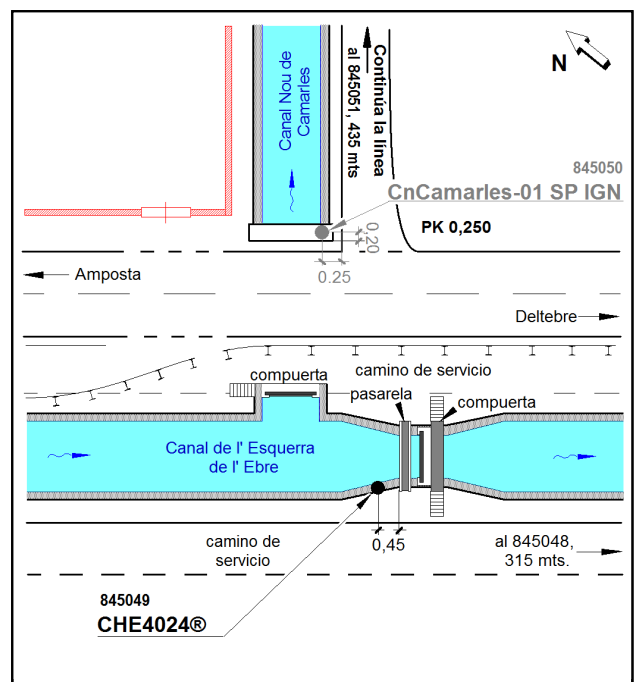 N
Canal Nou de
Camarles
Continúa la línea
al 845051, 435 mts
845050
CnCamarles-01 SP IGN
PK 0,250
0,20
0.25
Amposta
Deltebre
camino de servicio
compuerta
pasarela
compuerta
Canal de l' Esquerra
de l' Ebre
camino de
servicio
0,45
al 845048,
315 mts.
845049
CHE4024®